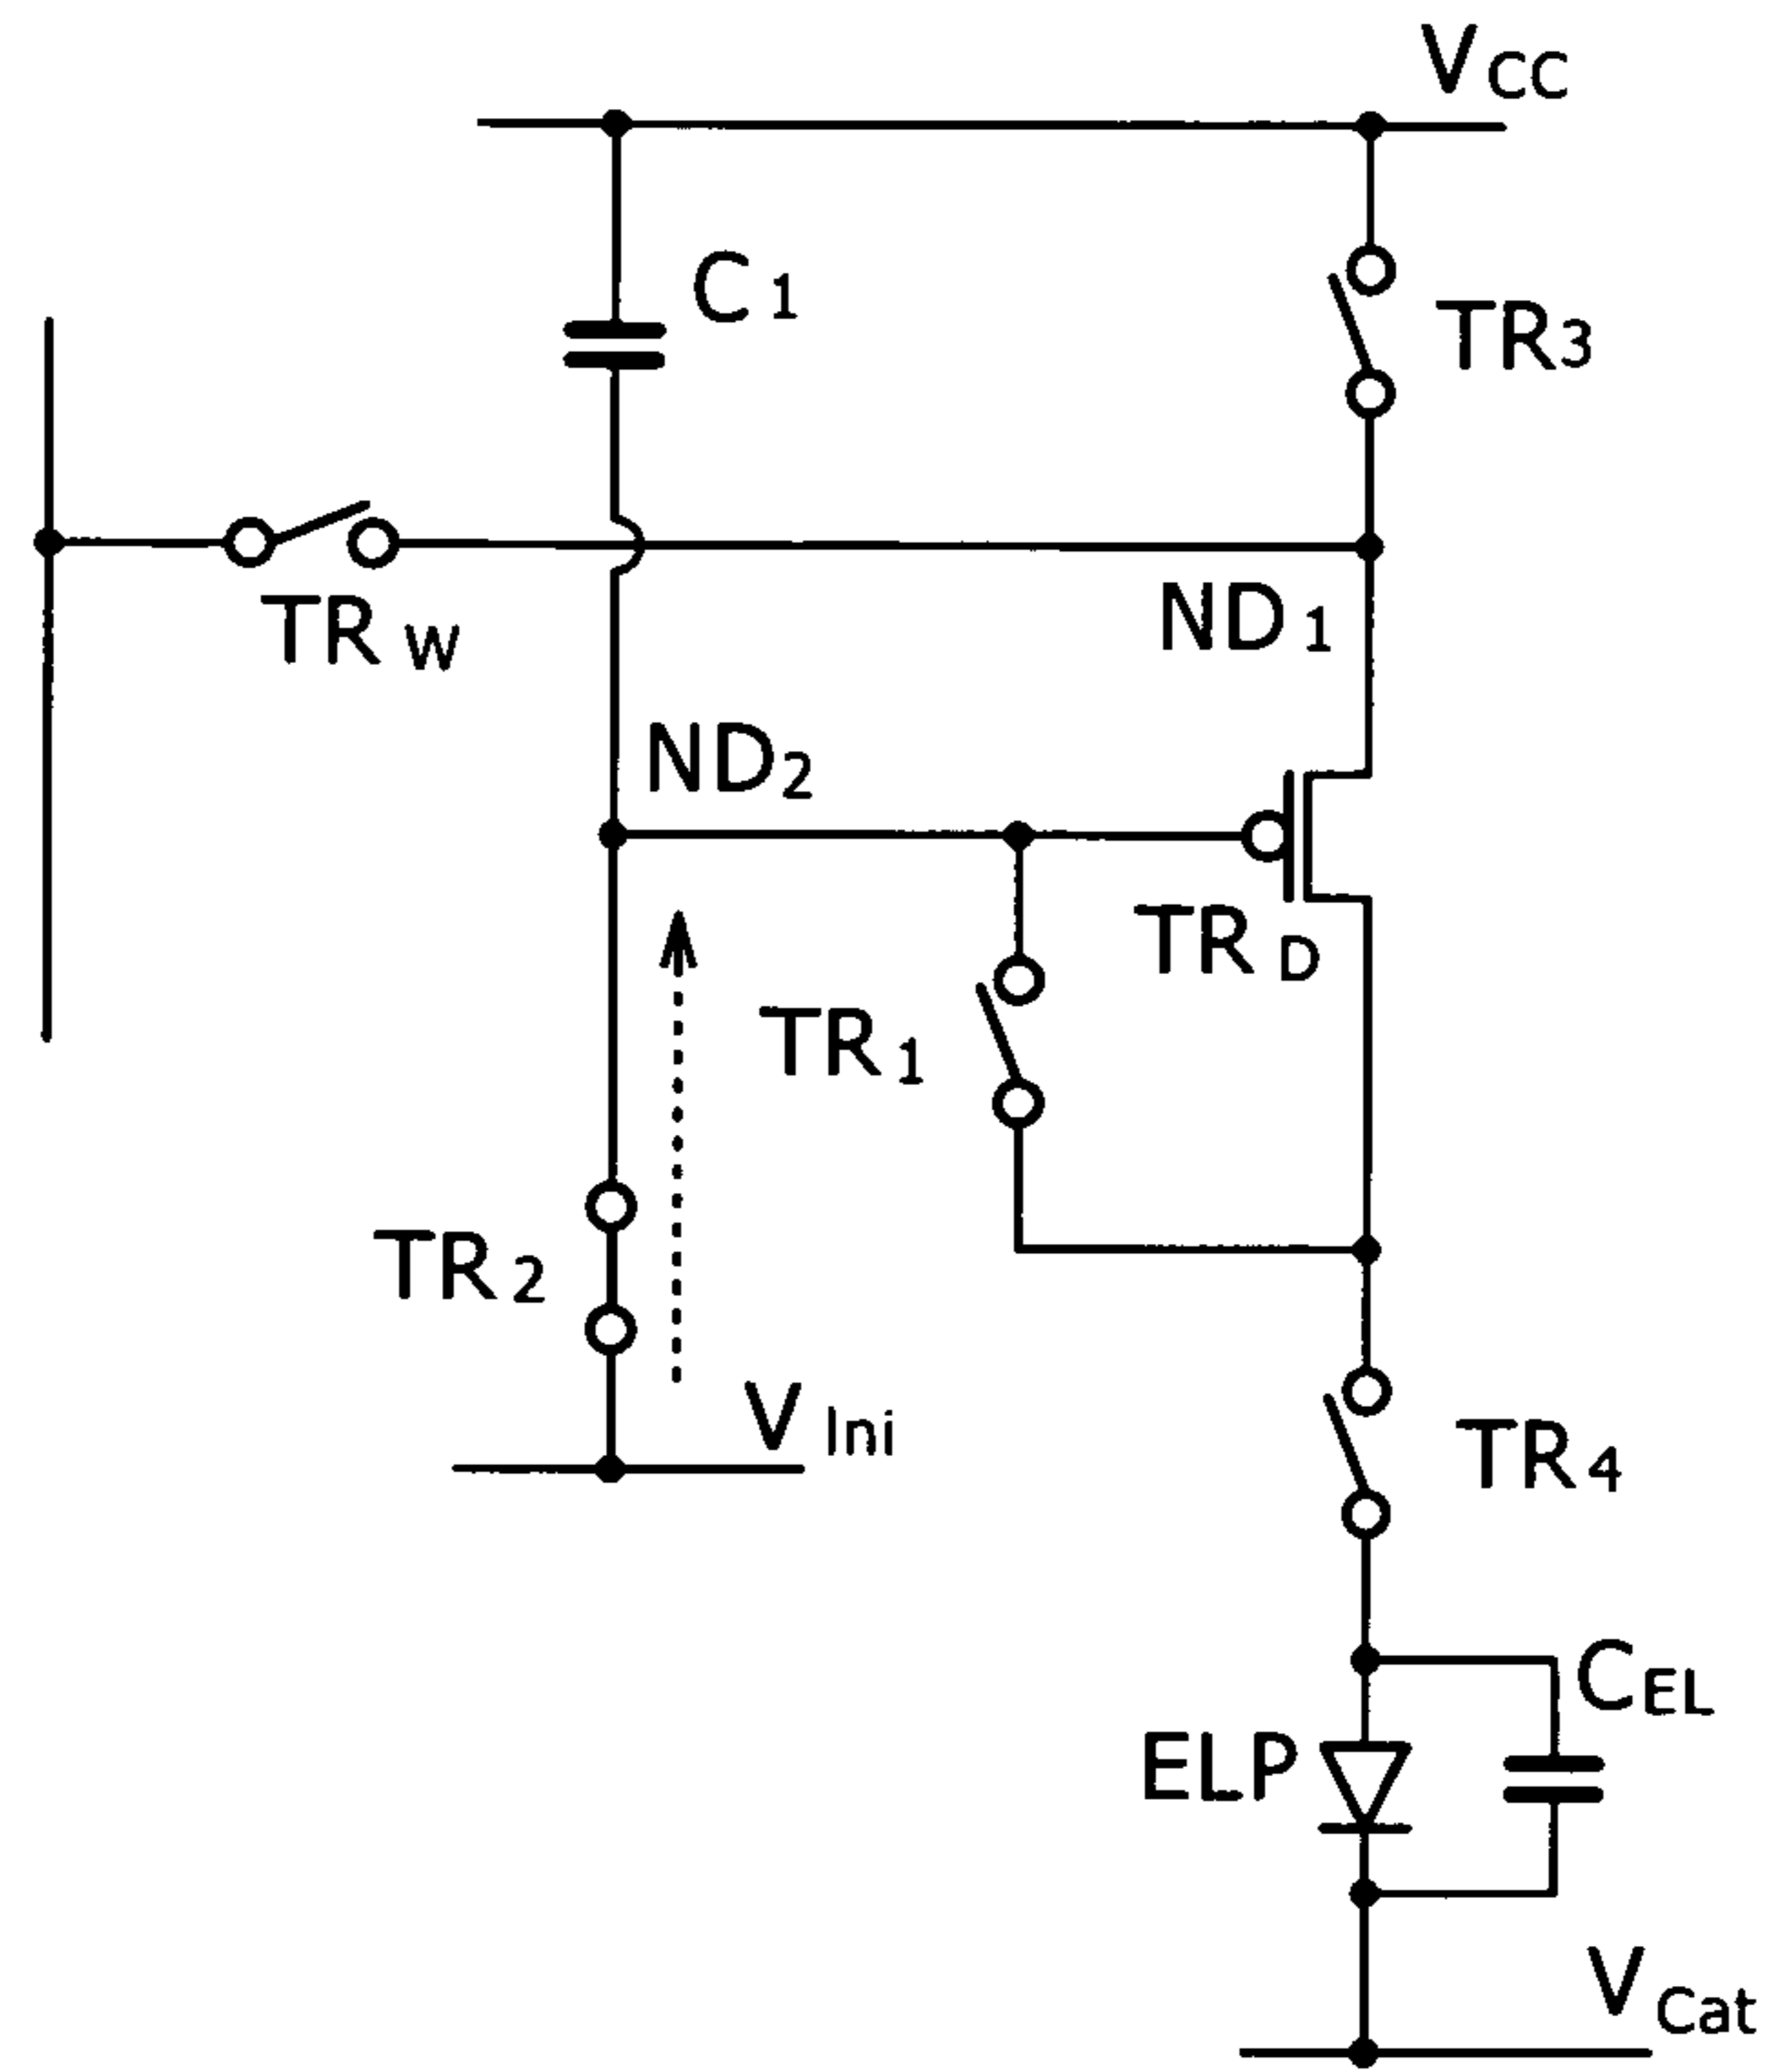 VCC
C1
TR3
TRW
ND1
ND2
TRD
TR1
TR2
VIni
TR4
CEL
ELP
VCat